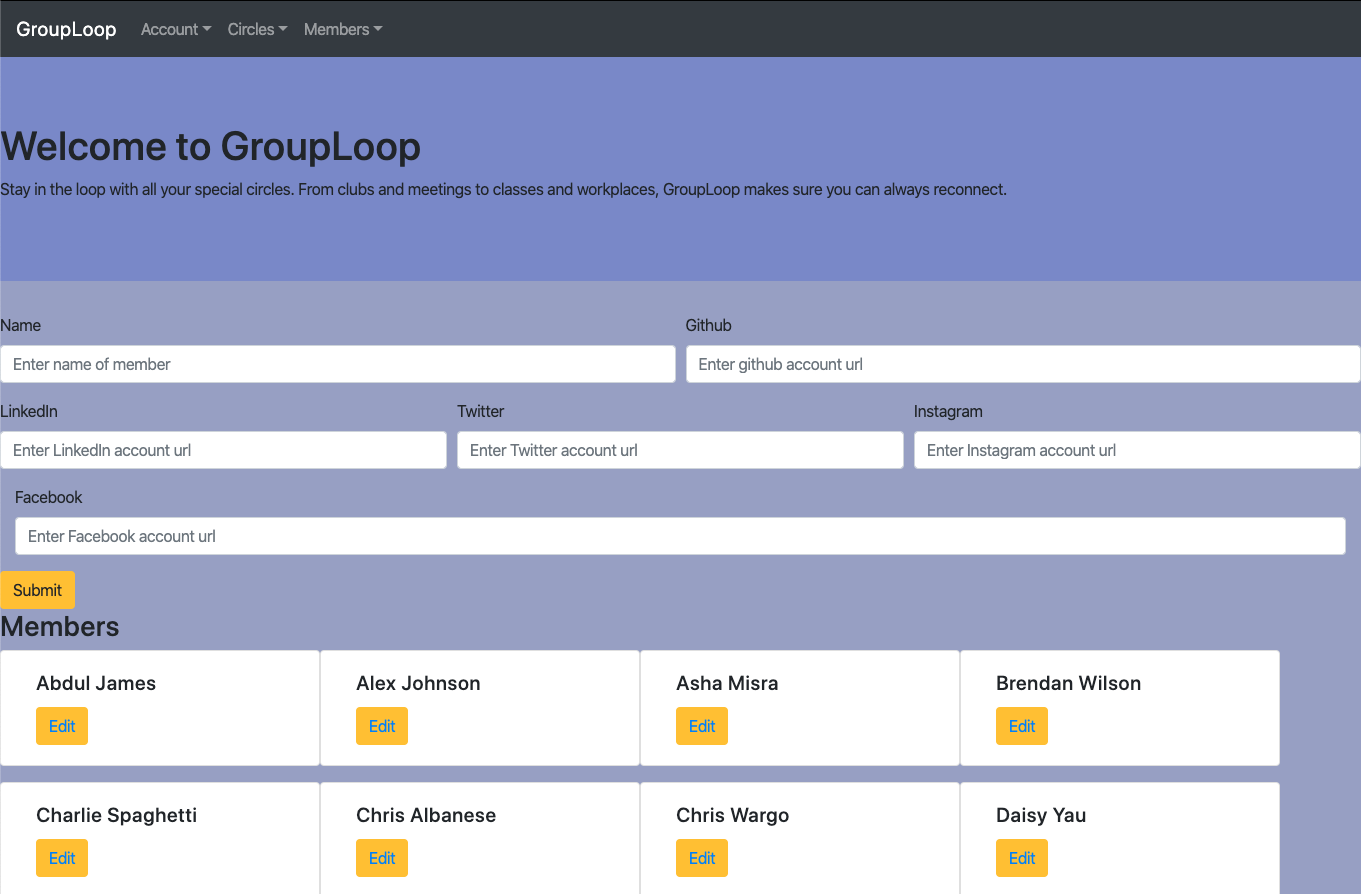 GroupLoop Account Circles Members
Welcome to GroupLoop
Stay in the loop with all your special circles. From clubs and meetings to classes and workplaces, GroupLoop makes sure you can always reconnect.
Name Github
Enter name of member Enter github account url
LinkedIn Twitter Instagram
Enter LinkedIn account url Enter Twitter account url Enter Instagram account url
Facebook
Enter Facebook account url
Submit
Members
Abdul James Alex Johnson Asha Misra Brendan Wilson
Edit Edit Edit Edit
Charlie Spaghetti Chris Albanese Chris Wargo Daisy Yau
Edit Edit Edit Edit